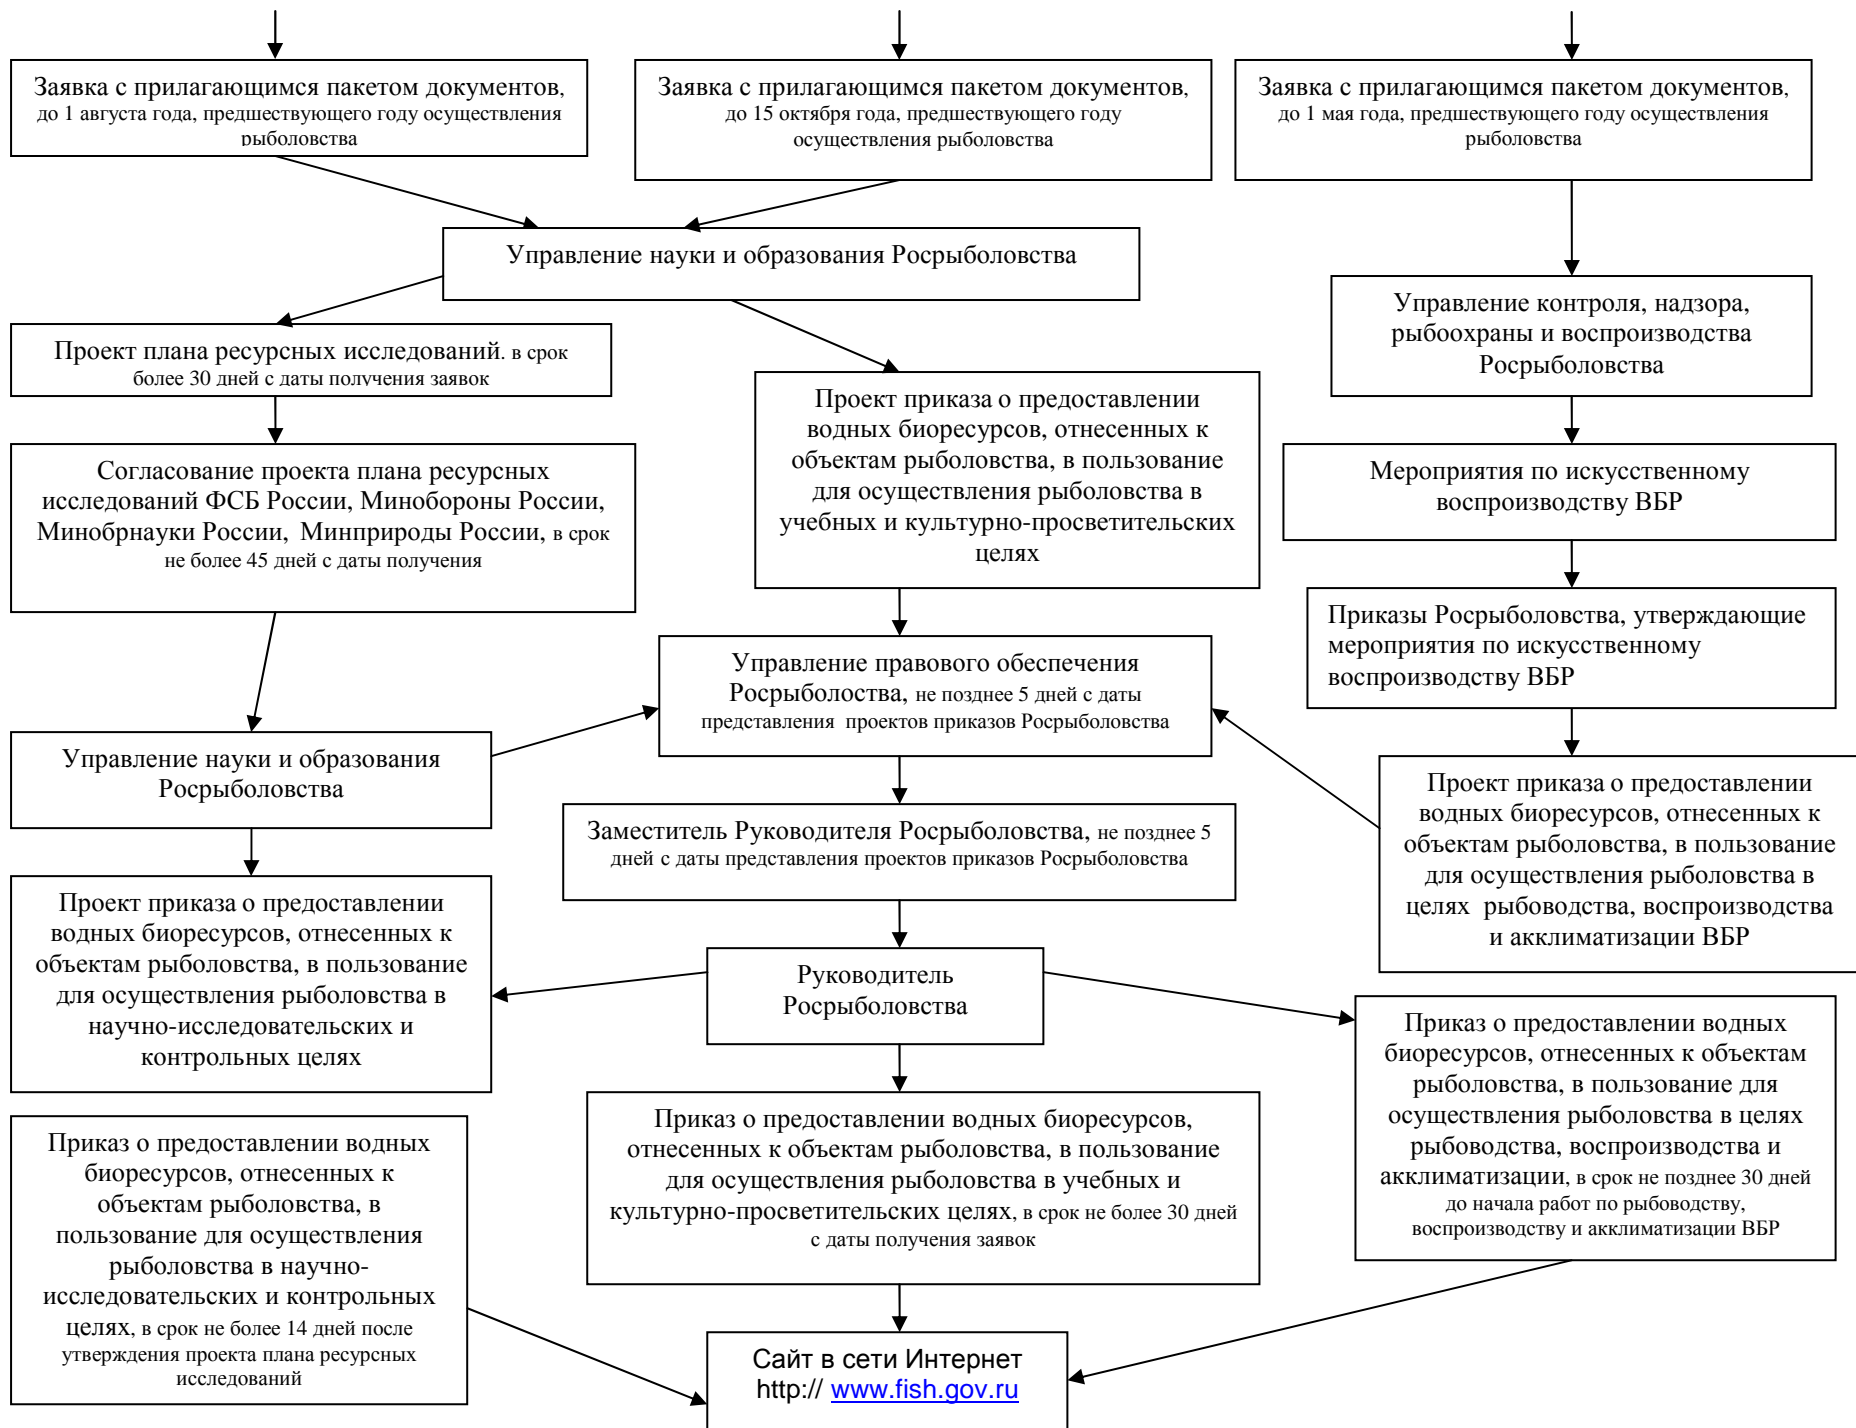 Заявка с прилагающимся пакетом документов,
до 1 августа года, предшествующего году осуществления
рыболовства
Заявка с прилагающимся пакетом документов,
до 15 октября года, предшествующего году
осуществления рыболовства
Заявка с прилагающимся пакетом документов,
до 1 мая года, предшествующего году осуществления
рыболовства
Управление науки и образования Росрыболовства
Управление контроля, надзора,
рыбоохраны и воспроизводства
Росрыболовства
Проект плана ресурсных исследований. в срок
более 30 дней с даты получения заявок
Проект приказа о предоставлении
водных биоресурсов, отнесенных к
объектам рыболовства, в пользование
для осуществления рыболовства в
учебных и культурно-просветительских
целях
Согласование проекта плана ресурсных
исследований ФСБ России, Минобороны России,
Минобрнауки России, Минприроды России, в срок
не более 45 дней с даты получения
Мероприятия по искусственному
воспроизводству ВБР
Приказы Росрыболовства, утверждающие
мероприятия по искусственному
воспроизводству ВБР
Управление правового обеспечения
Росрыболоства, не позднее 5 дней с даты
представления проектов приказов Росрыболовства
Управление науки и образования
Росрыболовства
Проект приказа о предоставлении
водных биоресурсов, отнесенных к
объектам рыболовства, в пользование
для осуществления рыболовства в
целях рыбоводства, воспроизводства
и акклиматизации ВБР
Заместитель Руководителя Росрыболовства, не позднее 5
дней с даты представления проектов приказов Росрыболовства
Проект приказа о предоставлении
водных биоресурсов, отнесенных к
объектам рыболовства, в пользование
для осуществления рыболовства в
научно-исследовательских и
контрольных целях
Руководитель
Росрыболовства
Приказ о предоставлении водных
биоресурсов, отнесенных к объектам
рыболовства, в пользование для
осуществления рыболовства в целях
рыбоводства, воспроизводства и
акклиматизации, в срок не позднее 30 дней
до начала работ по рыбоводству,
воспроизводству и акклиматизации ВБР
Приказ о предоставлении водных биоресурсов,
отнесенных к объектам рыболовства, в пользование
для осуществления рыболовства в учебных и
культурно-просветительских целях, в срок не более 30 дней
с даты получения заявок
Приказ о предоставлении водных
биоресурсов, отнесенных к
объектам рыболовства, в
пользование для осуществления
рыболовства в научно-
исследовательских и контрольных
целях, в срок не более 14 дней после
утверждения проекта плана ресурсных
исследований
Сайт в сети Интернет
http:// www.fish.gov.ru